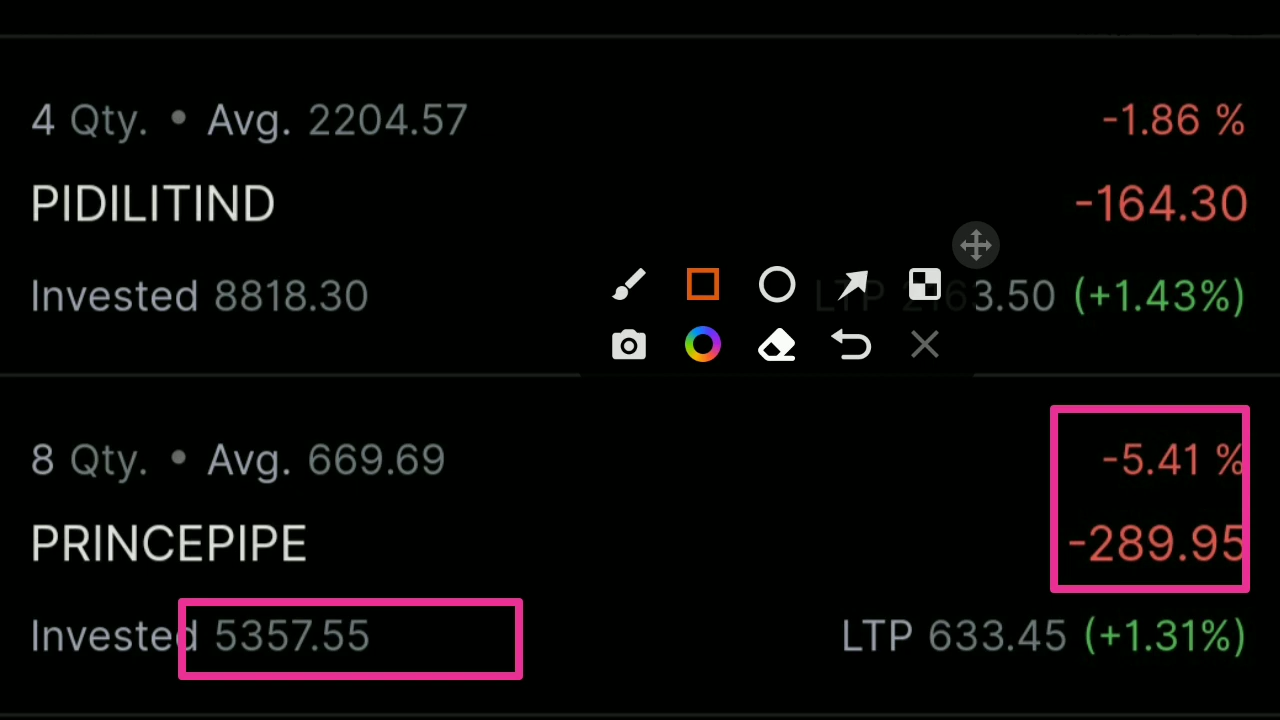 4 Qty. • Avg. 2204.57 -1.86 %
PIDILITIND -164.30
Invested 8818.30 LTP 2163.50 (+1.43%)
8 Qty. • Avg. 669.69 -5.41 %
PRINCEPIPE -289.95
Invested 5357.55 LTP 633.45 (+1.31%)